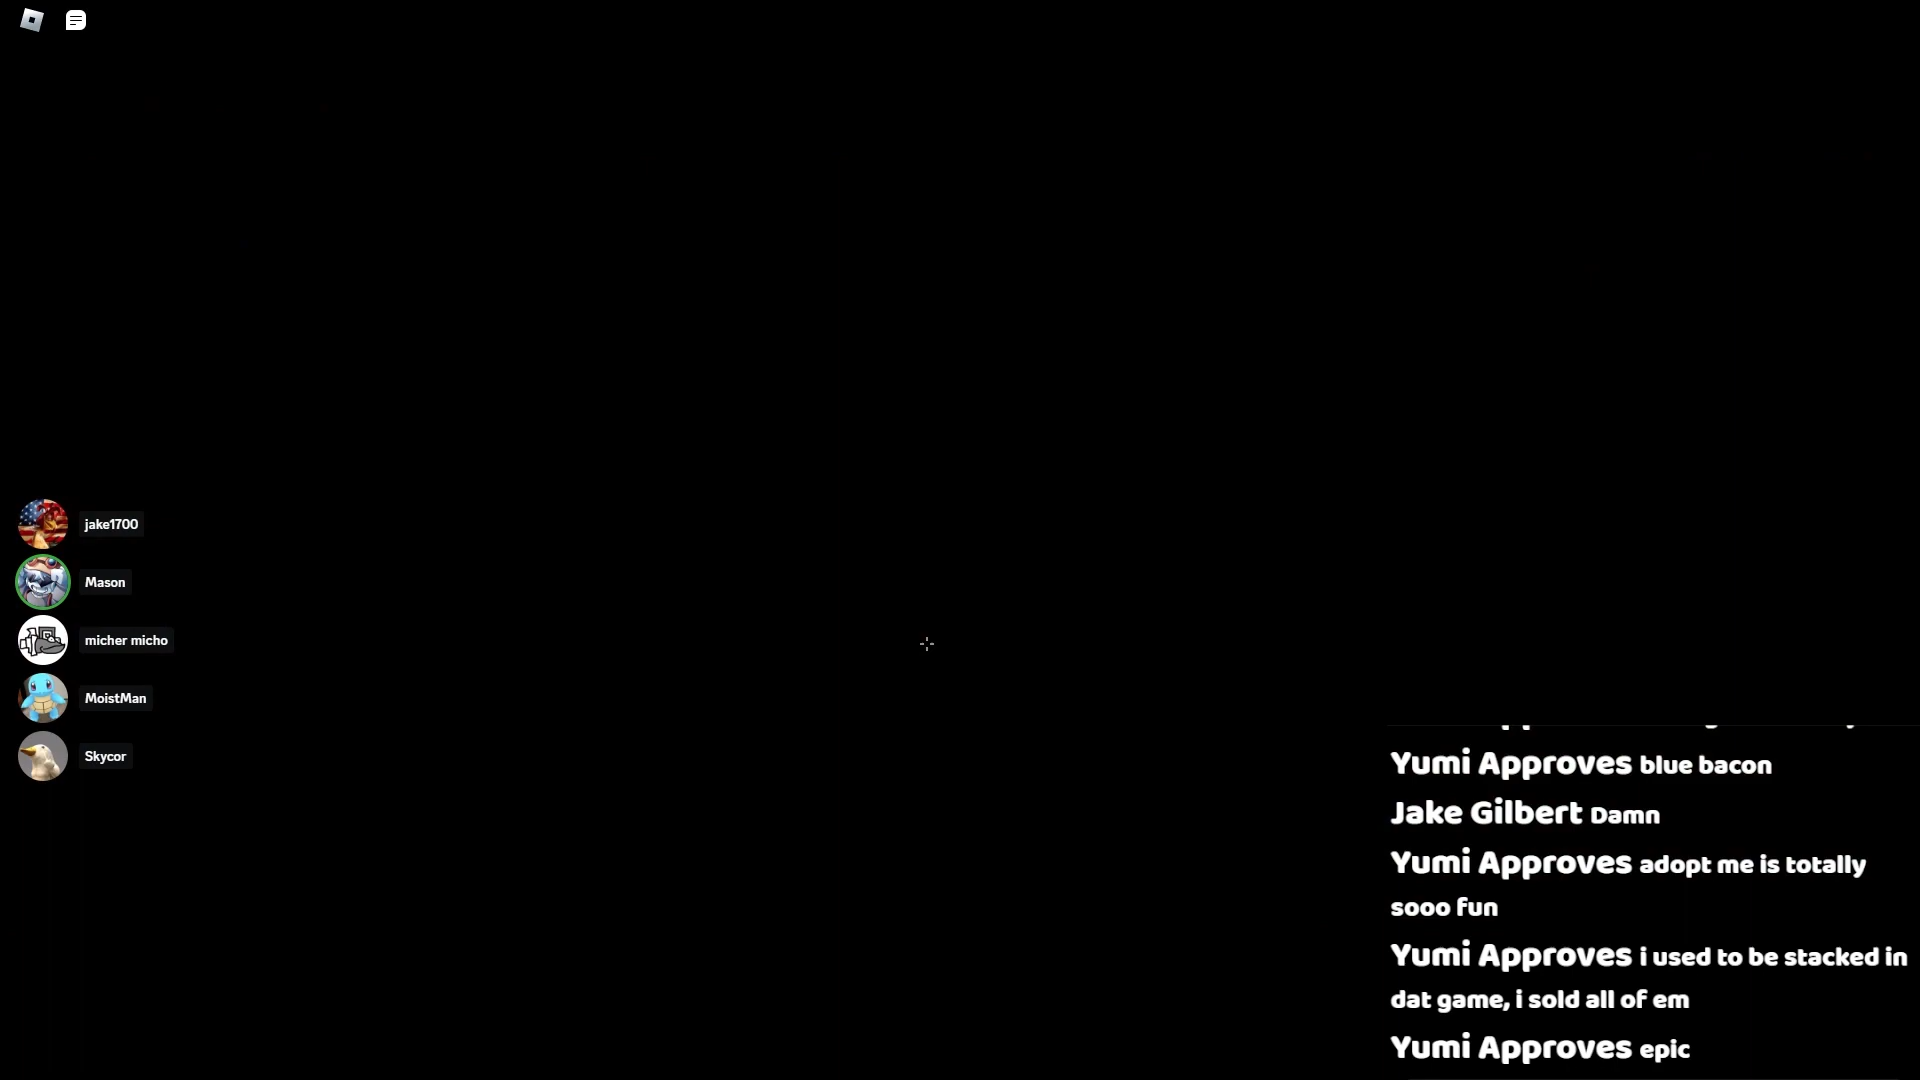 jake1700
Mason
micher micho
MoistMan
Skycor
Yumi Approves blue bacon
Jake Gilbert Damn
Yumi Approves adopt me is totally
sooo fun
Yumi Approves i used to be stacked in
dat game, i sold all of em
Yumi Approves epic